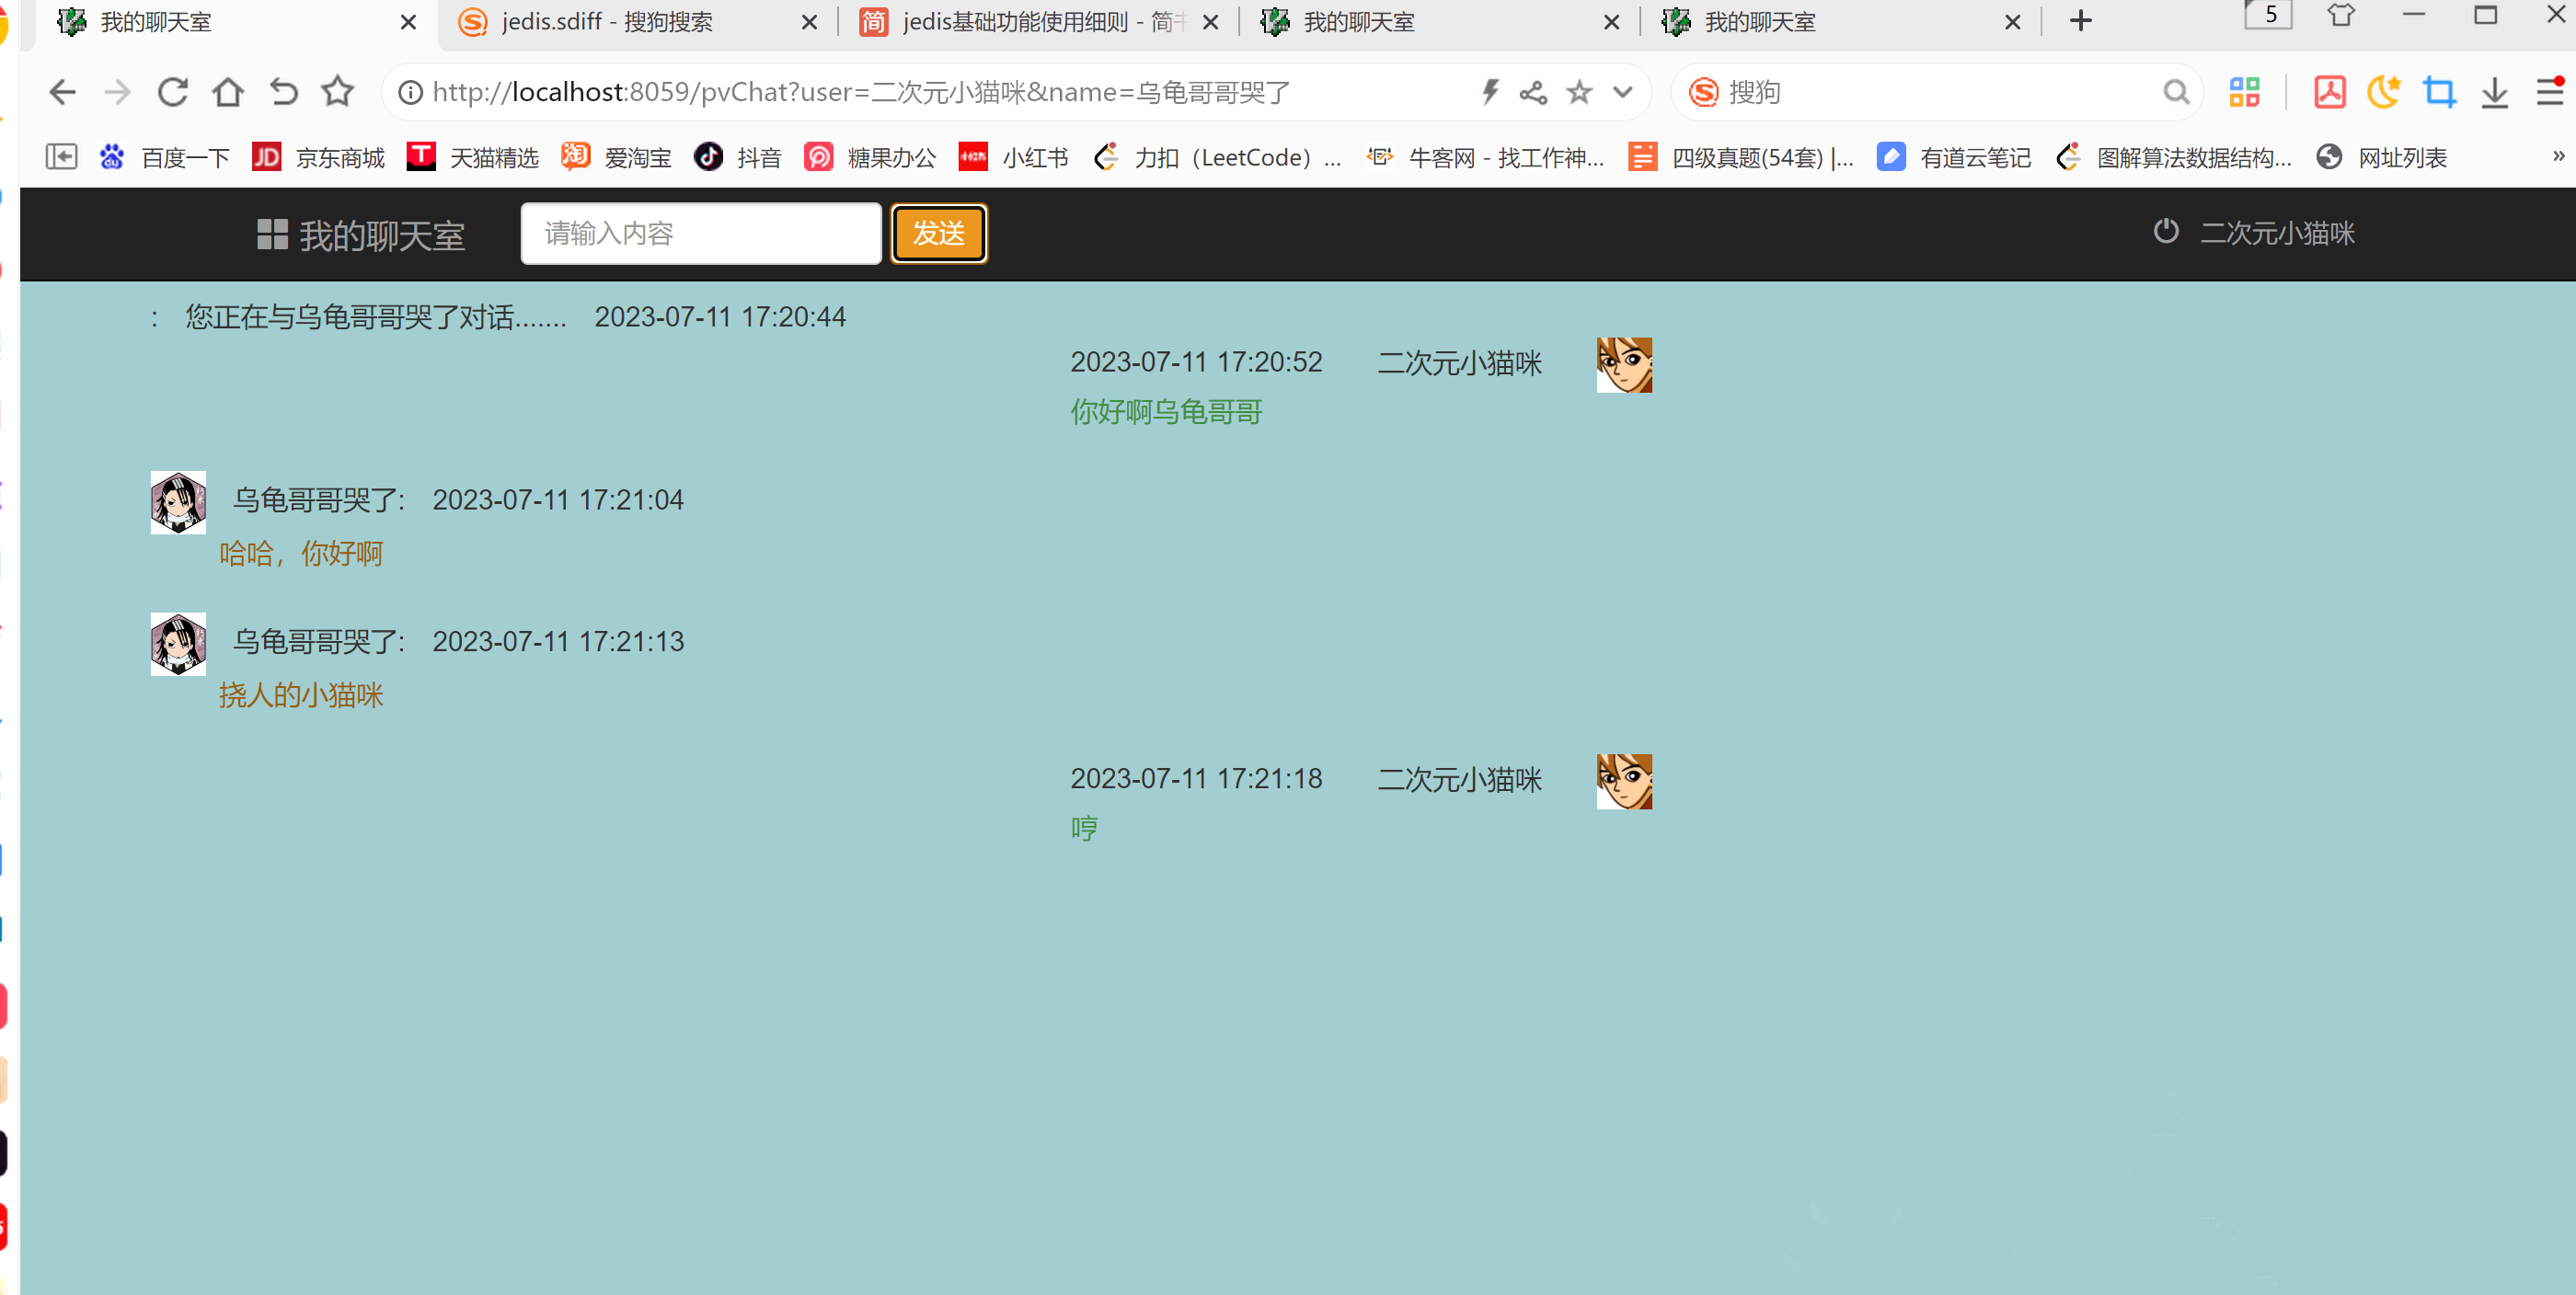 我的聊天室
jedis.sdiff - 搜狗搜索
jedis基础功能使用细则 - 简
我的聊天室
我的聊天室
5
http://localhost:8059/pvChat?user=二次元小猫咪&name=乌龟哥哥哭了
搜狗
百度一下 京东商城 天猫精选 爱淘宝 抖音 糖果办公 小红书 力扣（LeetCode）... 牛客网 - 找工作神... 四级真题(54套) |... 有道云笔记 图解算法数据结构... 网址列表 »
我的聊天室 请输入内容 发送 二次元小猫咪
: 您正在与乌龟哥哥哭了对话....... 2023-07-11 17:20:44
2023-07-11 17:20:52 二次元小猫咪
你好啊乌龟哥哥
乌龟哥哥哭了: 2023-07-11 17:21:04
哈哈，你好啊
乌龟哥哥哭了: 2023-07-11 17:21:13
挠人的小猫咪
2023-07-11 17:21:18 二次元小猫咪
哼